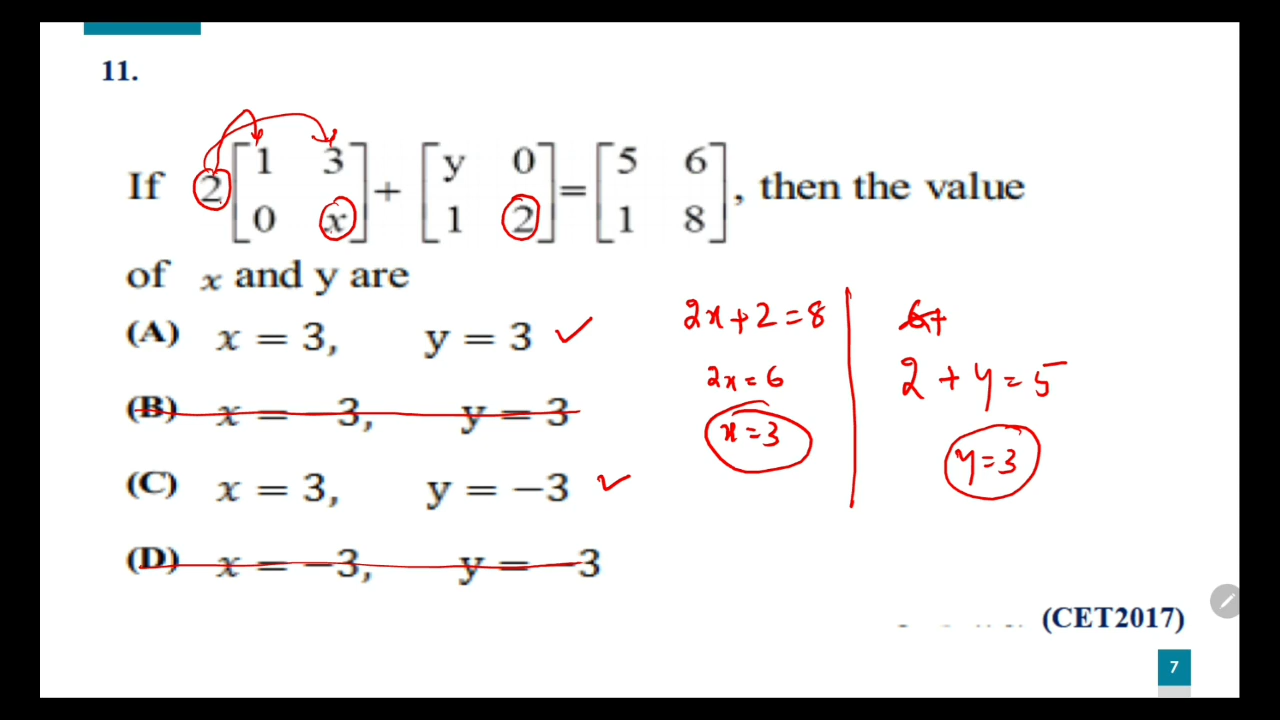 11.
If 2 [1 3; 0 x] + [y 0; 1 2] = [5 6; 1 8], then the value
of x and y are
(A) x = 3, y = 3 ✓
(B) x = 3, y = 3
(C) x = 3, y = −3 ✓
(D) x = −3, y = −3
2x+2=8
2x=6
x=3
6+
2+y=5
y=3
(CET2017)
7